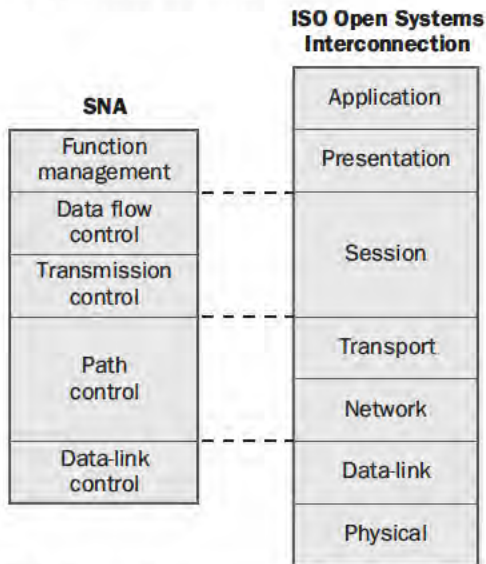 ISO Open Systems
Interconnection
SNA
Function
management
Data flow
control
Transmission
control
Path
control
Data-link
control
Application
Presentation
Session
Transport
Network
Data-link
Physical